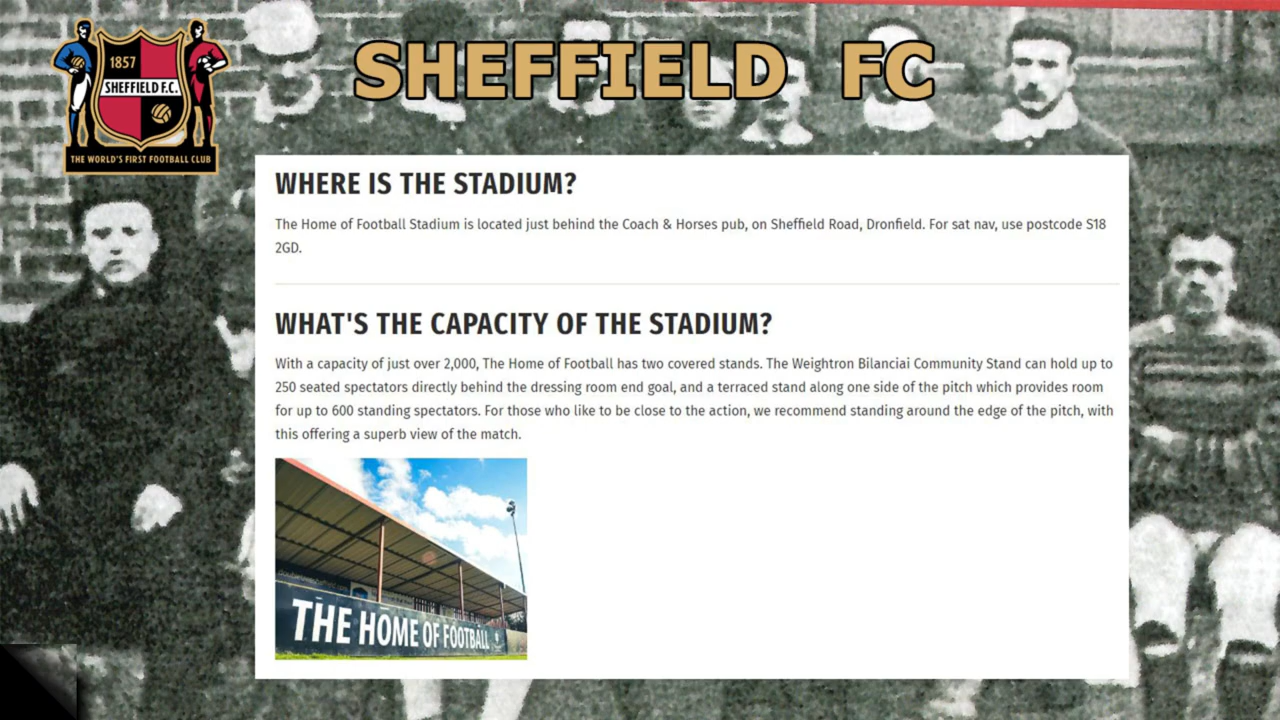 SHEFFIELD FC
1857
SHEFFIELD F.C.
THE WORLD'S FIRST FOOTBALL CLUB
WHERE IS THE STADIUM?
The Home of Football Stadium is located just behind the Coach & Horses pub, on Sheffield Road, Dronfield. For sat nav, use postcode S18
2GD.
WHAT'S THE CAPACITY OF THE STADIUM?
With a capacity of just over 2,000, The Home of Football has two covered stands. The Weightron Bilanciai Community Stand can hold up to
250 seated spectators directly behind the dressing room end goal, and a terraced stand along one side of the pitch which provides room
for up to 600 standing spectators. For those who like to be close to the action, we recommend standing around the edge of the pitch, with
this offering a superb view of the match.
THE HOME OF FOOTBALL